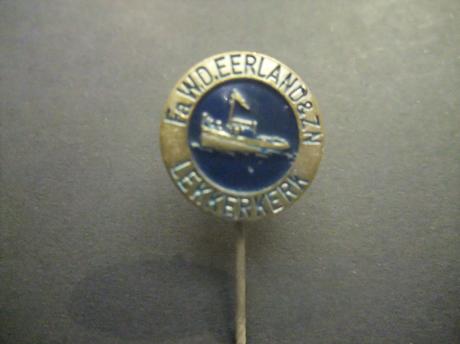 Fa W.D. EERLAND & ZN
LEKKERKERK